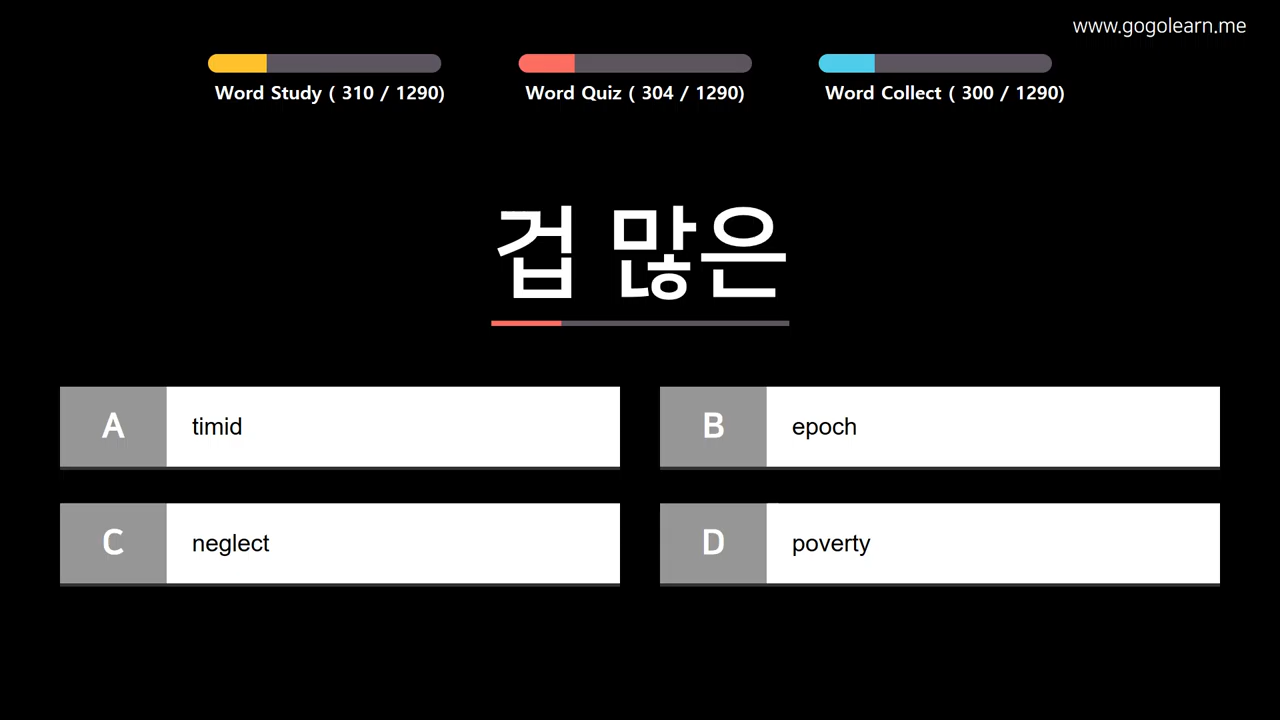 www.gogolearn.me
Word Study ( 310 / 1290)
Word Quiz ( 304 / 1290)
Word Collect ( 300 / 1290)
겁 많은
A timid
B epoch
C neglect
D poverty